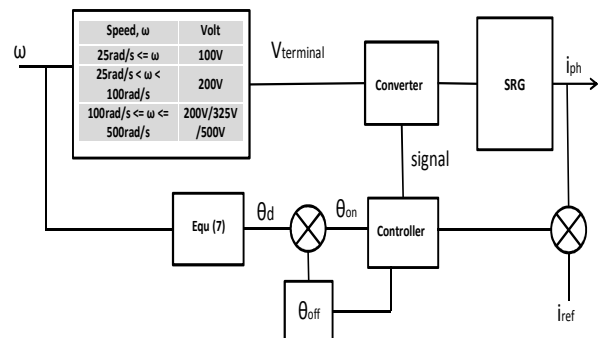 Speed, ω Volt
25rad/s <= ω 100V
25rad/s < ω <
100rad/s
200V
100rad/s <= ω <=
500rad/s
200V/325V
/500V
ω
Vterminal
Converter
SRG
iph
signal
Equ (7)
θd
θon
Controller
θoff
iref